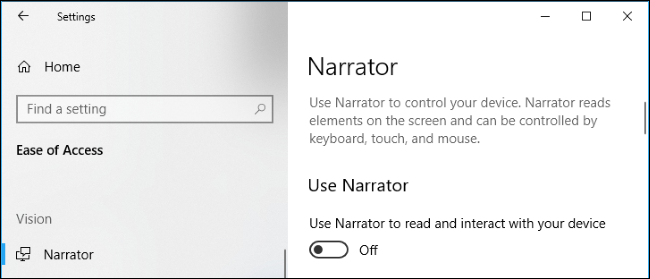 Settings
Home
Find a setting
Ease of Access
Vision
Narrator
Narrator
Use Narrator to control your device. Narrator reads
elements on the screen and can be controlled by
keyboard, touch, and mouse.
Use Narrator
Use Narrator to read and interact with your device
Off